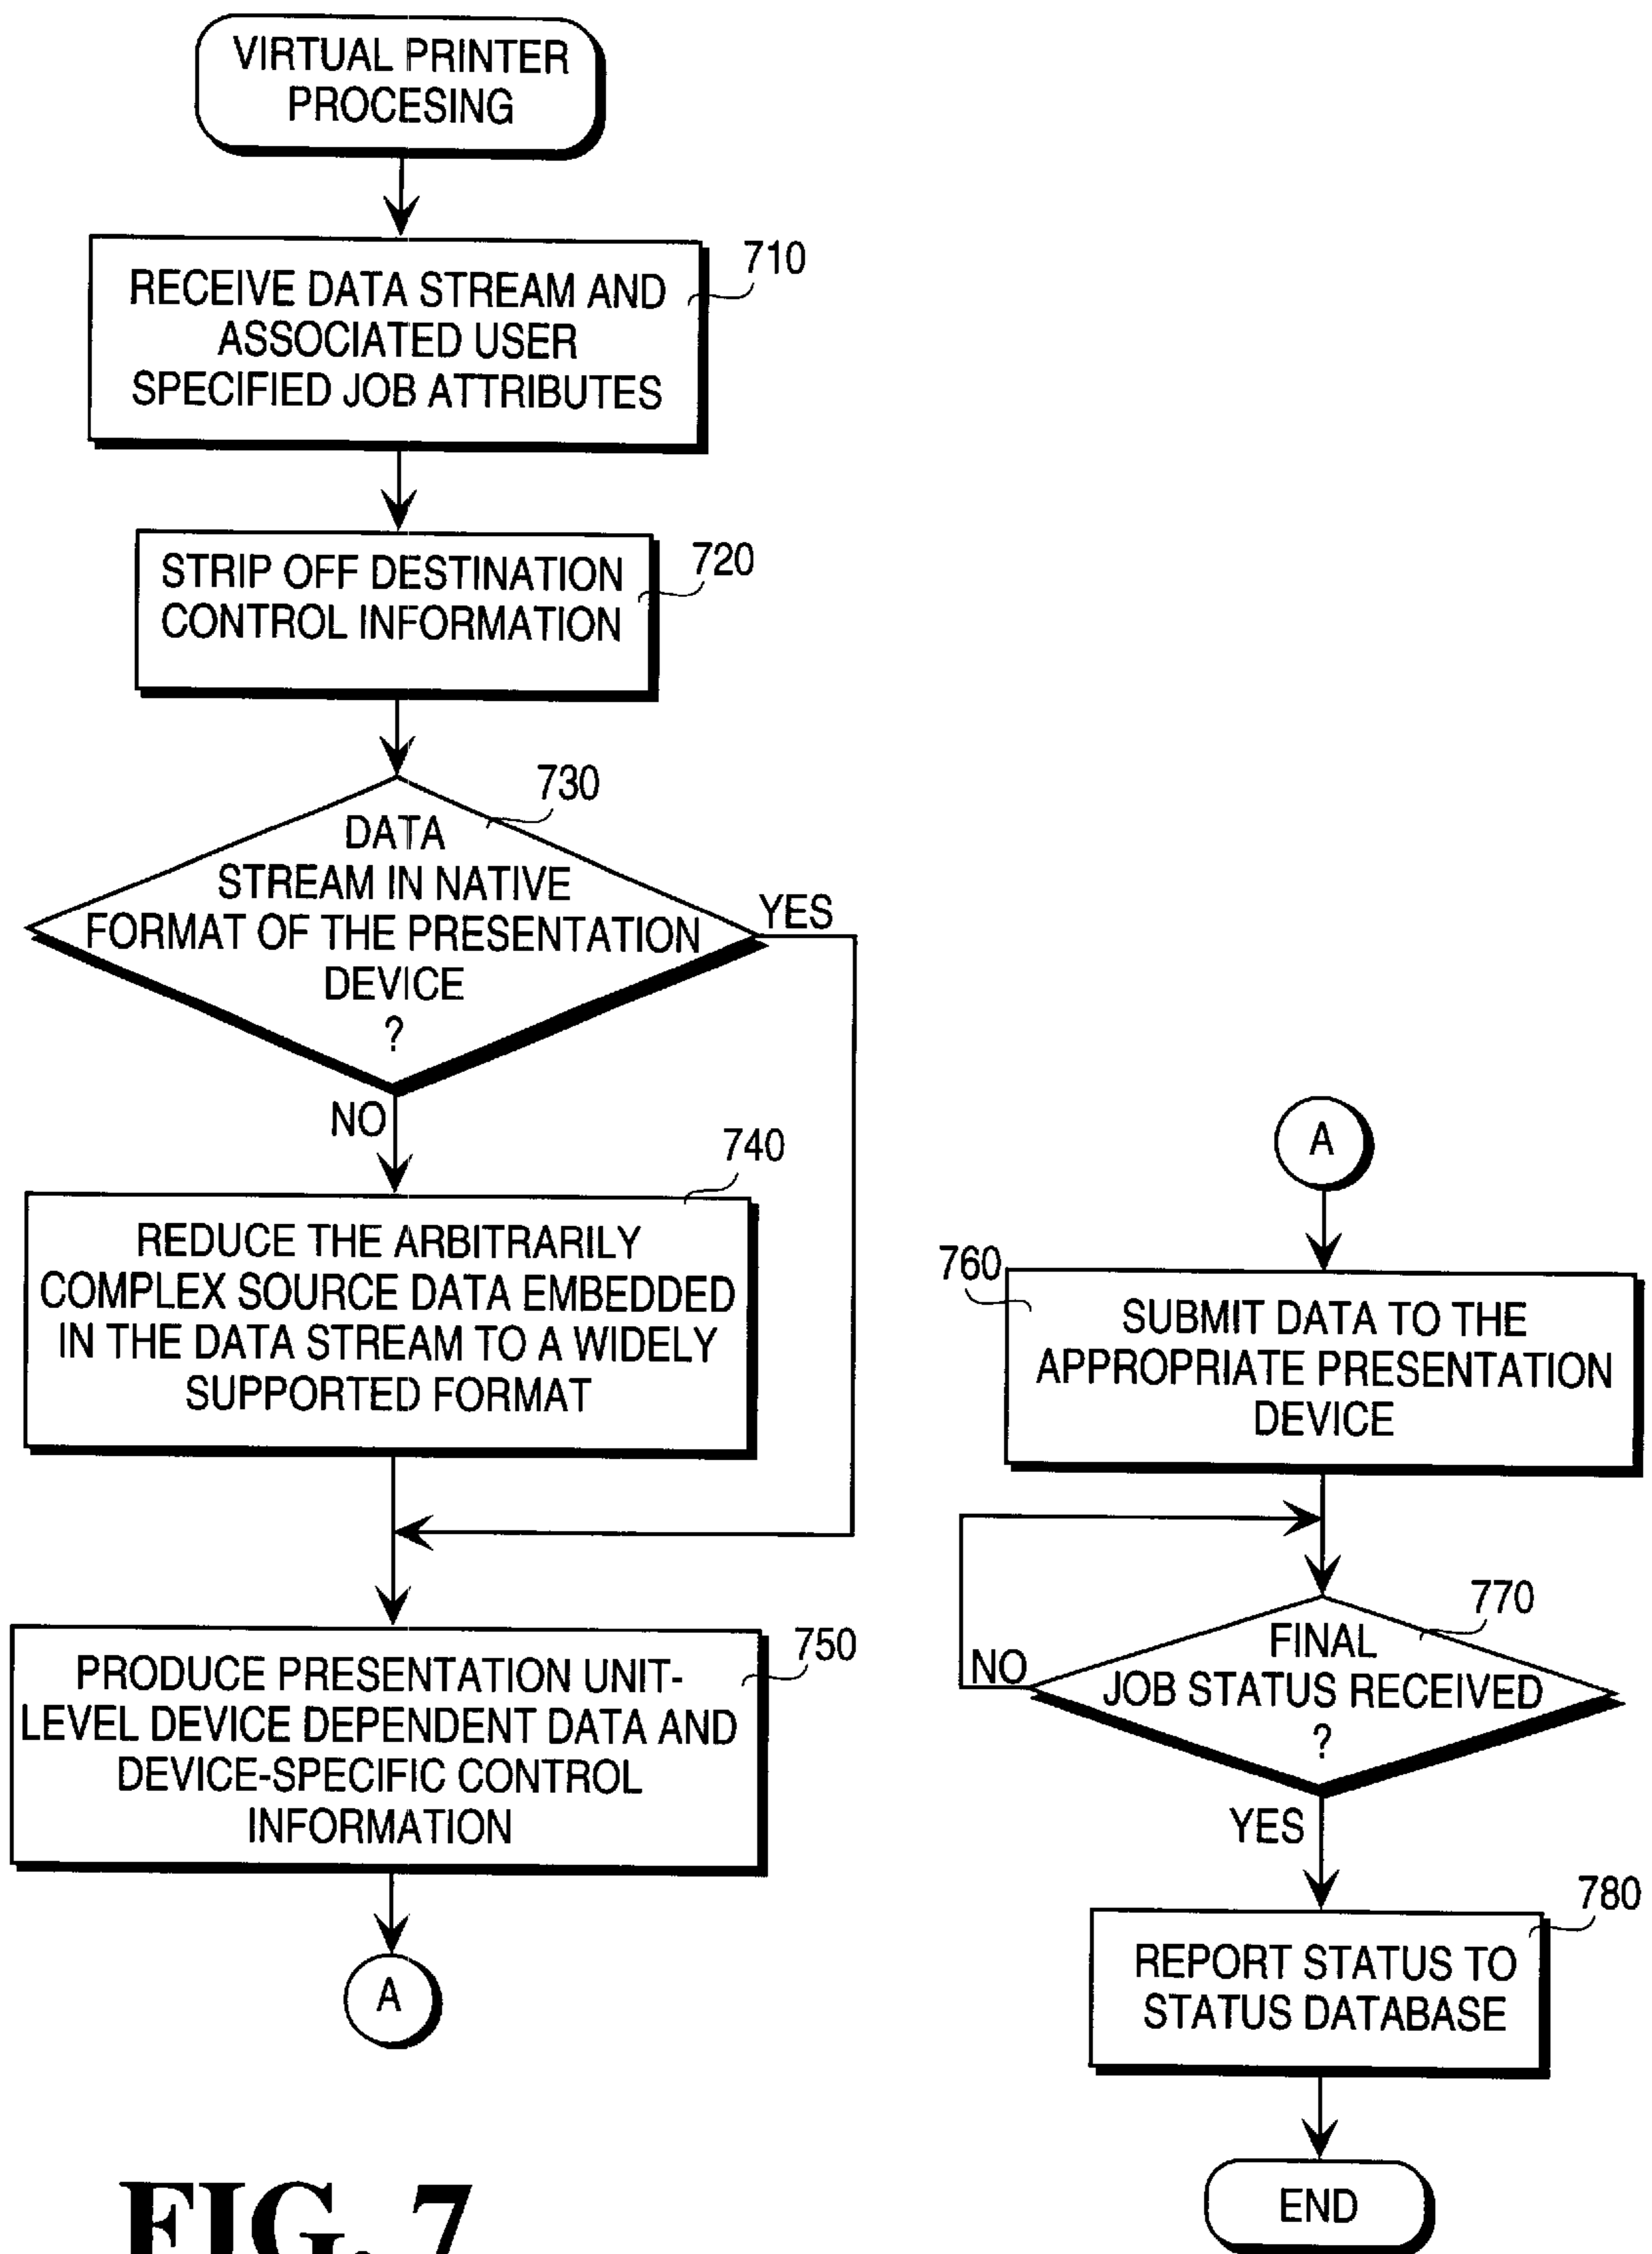 VIRTUAL PRINTER
PROCESING
710
RECEIVE DATA STREAM AND
ASSOCIATED USER
SPECIFIED JOB ATTRIBUTES
720
STRIP OFF DESTINATION
CONTROL INFORMATION
730
DATA
STREAM IN NATIVE
FORMAT OF THE PRESENTATION
DEVICE
?
YES
NO
740
REDUCE THE ARBITRARILY
COMPLEX SOURCE DATA EMBEDDED
IN THE DATA STREAM TO A WIDELY
SUPPORTED FORMAT
750
PRODUCE PRESENTATION UNIT-
LEVEL DEVICE DEPENDENT DATA AND
DEVICE-SPECIFIC CONTROL
INFORMATION
A
A
760
SUBMIT DATA TO THE
APPROPRIATE PRESENTATION
DEVICE
770
FINAL
JOB STATUS RECEIVED
?
NO
YES
780
REPORT STATUS TO
STATUS DATABASE
END
FIG. 7